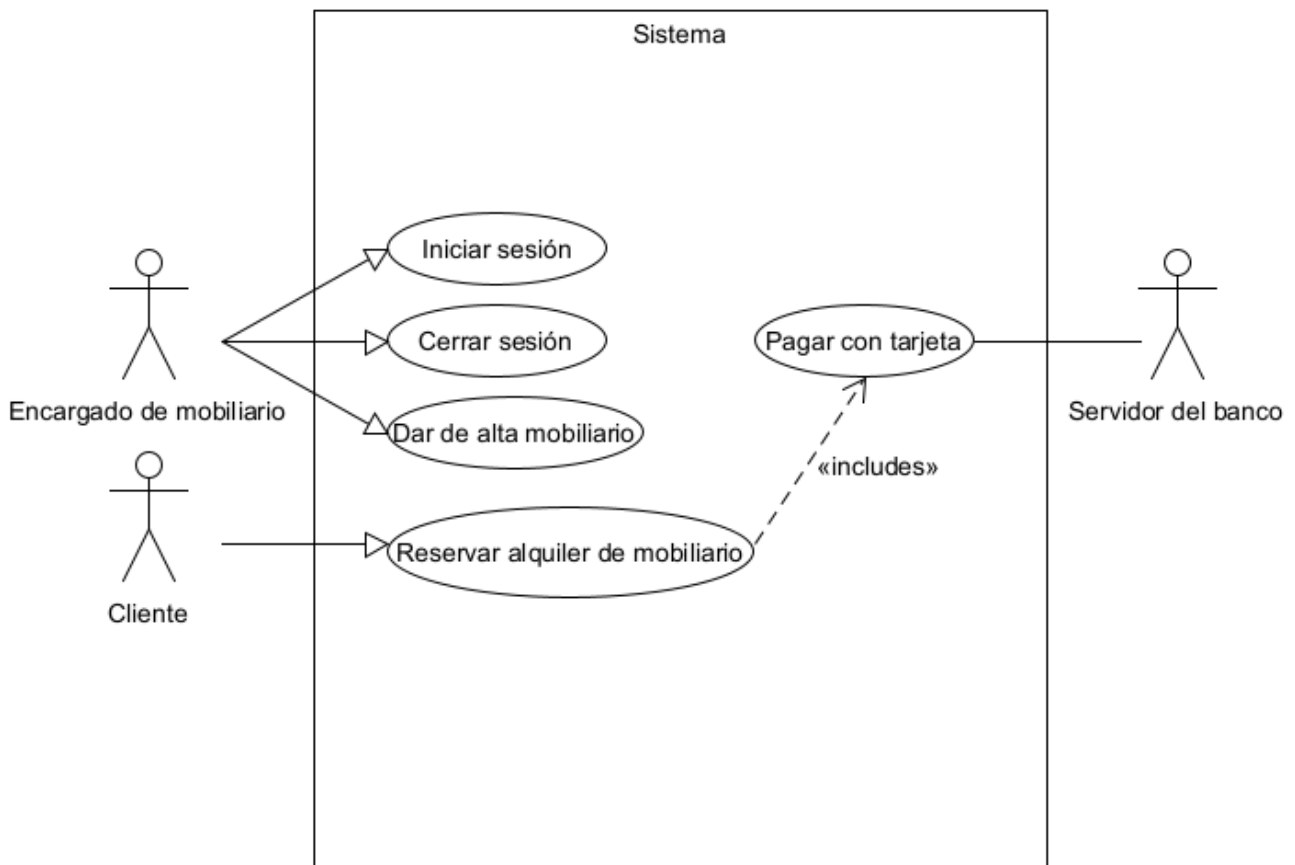 Sistema
Iniciar sesión
Cerrar sesión
Pagar con tarjeta
Encargado de mobiliario
Servidor del banco
Dar de alta mobiliario
«includes»
Reservar alquiler de mobiliario
Cliente